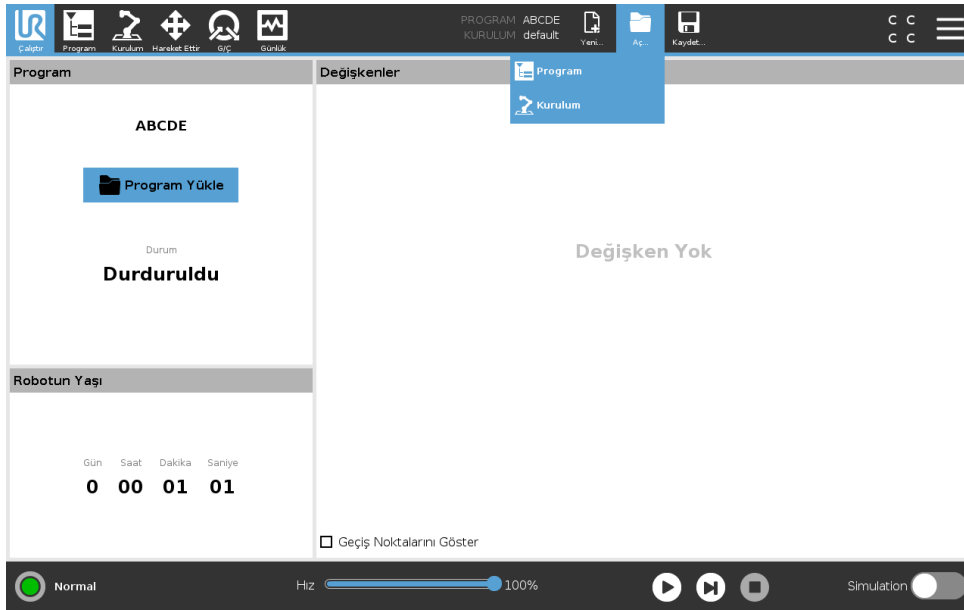 UR
Çalıştır
Program
Kurulum
Hareket Ettir
G/Ç
Günlük
PROGRAM ABCDE
KURULUM default
Yeni...
Aç...
Kaydet...
C C
C C
Program
Değişkenler
Program
Kurulum
ABCDE
Program Yükle
Durum
Durduruldu
Değişken Yok
Robotun Yaşı
Gün Saat Dakika Saniye
0 00 01 01
Geçiş Noktalarını Göster
Normal
Hız
100%
Simulation